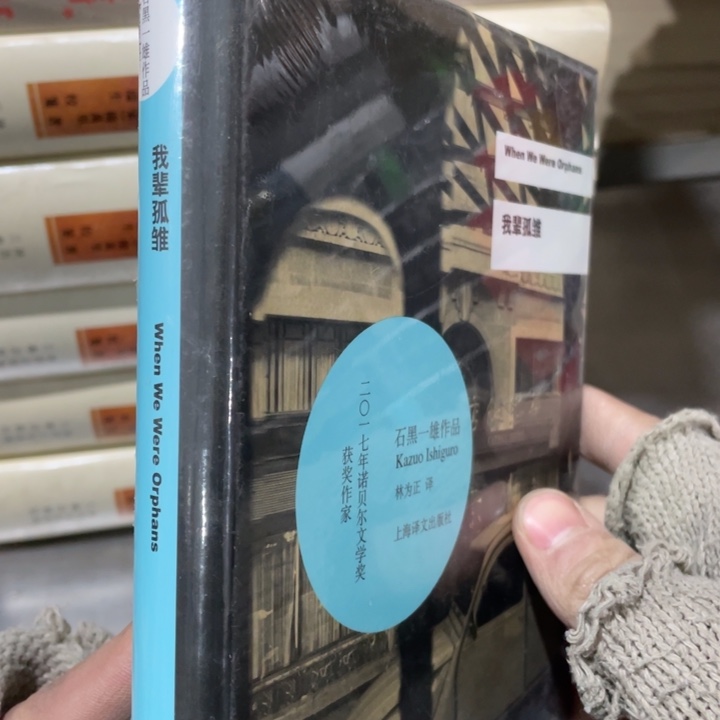 石黑一雄作品
我辈孤雏
When We Were Orphans
When We Were Orphans
我辈孤雏
二〇一七年诺贝尔文学奖
获奖作家
石黑一雄作品
Kazuo Ishiguro
林为正 译
上海译文出版社